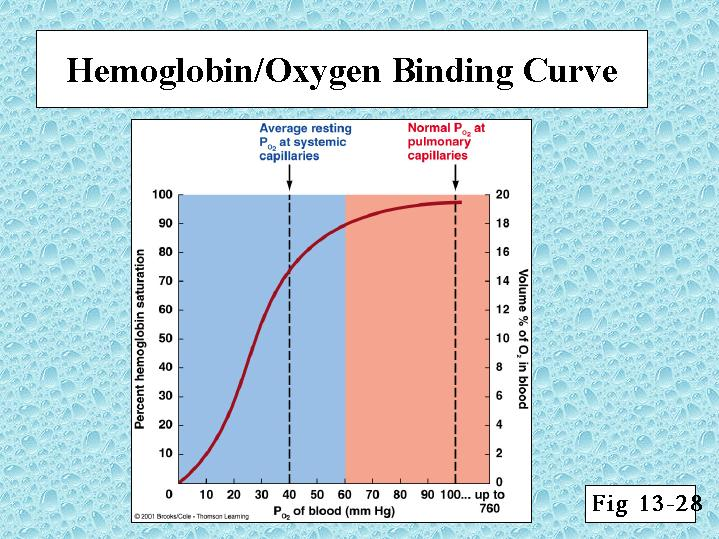 Hemoglobin/Oxygen Binding Curve
Average resting
PO2 at systemic
capillaries
Normal PO2 at
pulmonary
capillaries
Percent hemoglobin saturation
100
90
80
70
60
50
40
30
20
10
20
18
16
14
12
10
8
6
4
2
0
Volume % of O2 in blood
0 10 20 30 40 50 60 70 80 90 100... up to
760
PO2 of blood (mm Hg)
© 2001 Brooks/Cole - Thomson Learning
Fig 13-28